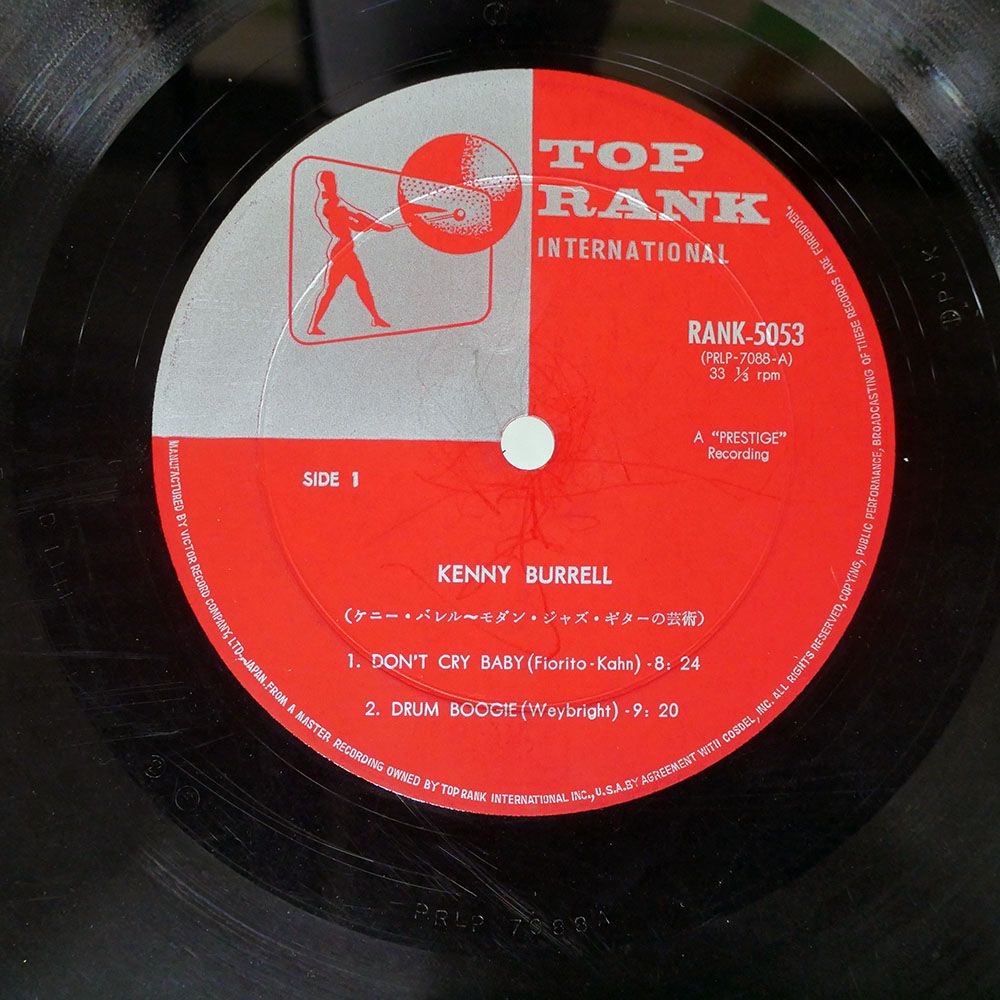 TOP
RANK
INTERNATIONAL
RANK-5053
(PRLP-7088-A)
33 ⅓ rpm
A "PRESTIGE"
Recording
SIDE 1
KENNY BURRELL
(ケニー・バレル〜モダン・ジャズ・ギターの芸術)
1. DON'T CRY BABY (Fiorito-Kahn) -8: 24
2. DRUM BOOGIE (Weybright) -9: 20
MANUFACTURED BY VICTOR RECORD COMPANY, LTD., JAPAN. FROM A MASTER RECORDING OWNED BY TOP RANK INTERNATIONAL INC., U.S.A. BY AGREEMENT WITH COSDEL, INC. ALL RIGHTS RESERVED, COPYING, PUBLIC PERFORMANCE, BROADCASTING OF THESE RECORDS ARE FORBIDDEN.
PRLP 7088A